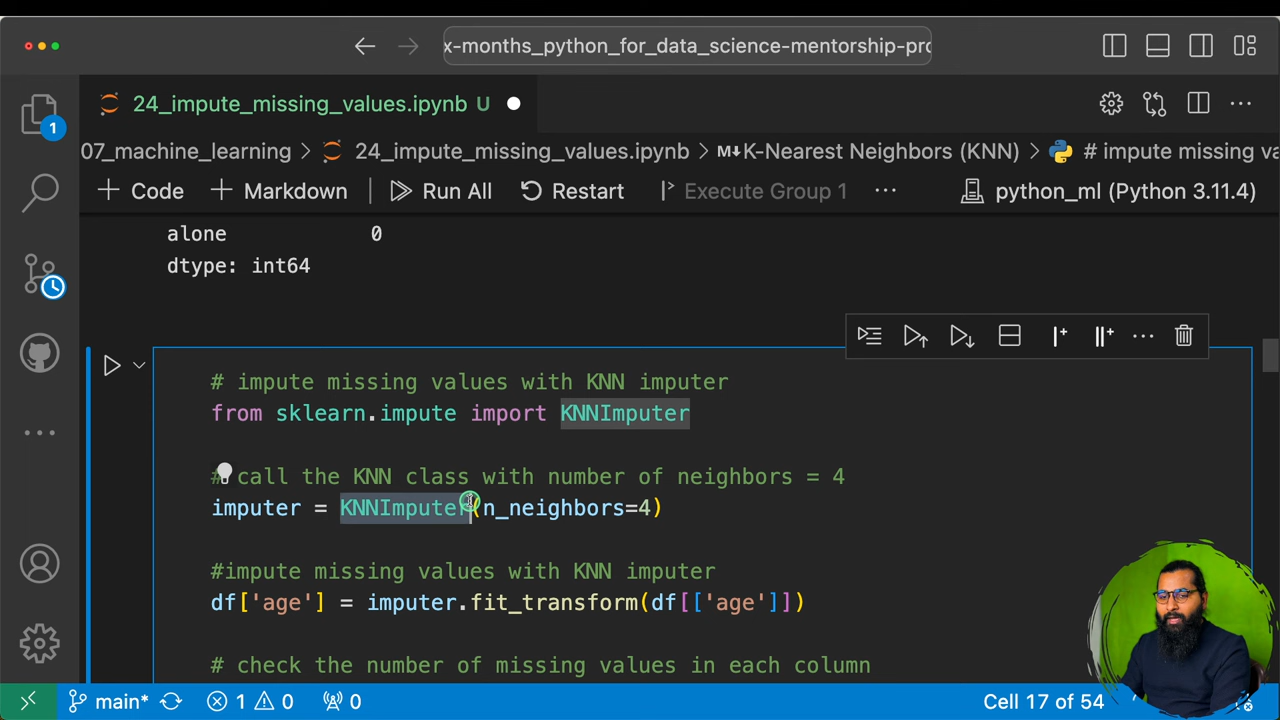 x-months_python_for_data_science-mentorship-pro
24_impute_missing_values.ipynb U
07_machine_learning > 24_impute_missing_values.ipynb > M↓K-Nearest Neighbors (KNN) > # impute missing va
+ Code + Markdown | Run All Restart Execute Group 1 ··· python_ml (Python 3.11.4)
1
alone 0
dtype: int64
# impute missing values with KNN imputer
from sklearn.impute import KNNImputer
# call the KNN class with number of neighbors = 4
imputer = KNNImputer(n_neighbors=4)
#impute missing values with KNN imputer
df['age'] = imputer.fit_transform(df[['age']])
# check the number of missing values in each column
main* 1 0 0 Cell 17 of 54